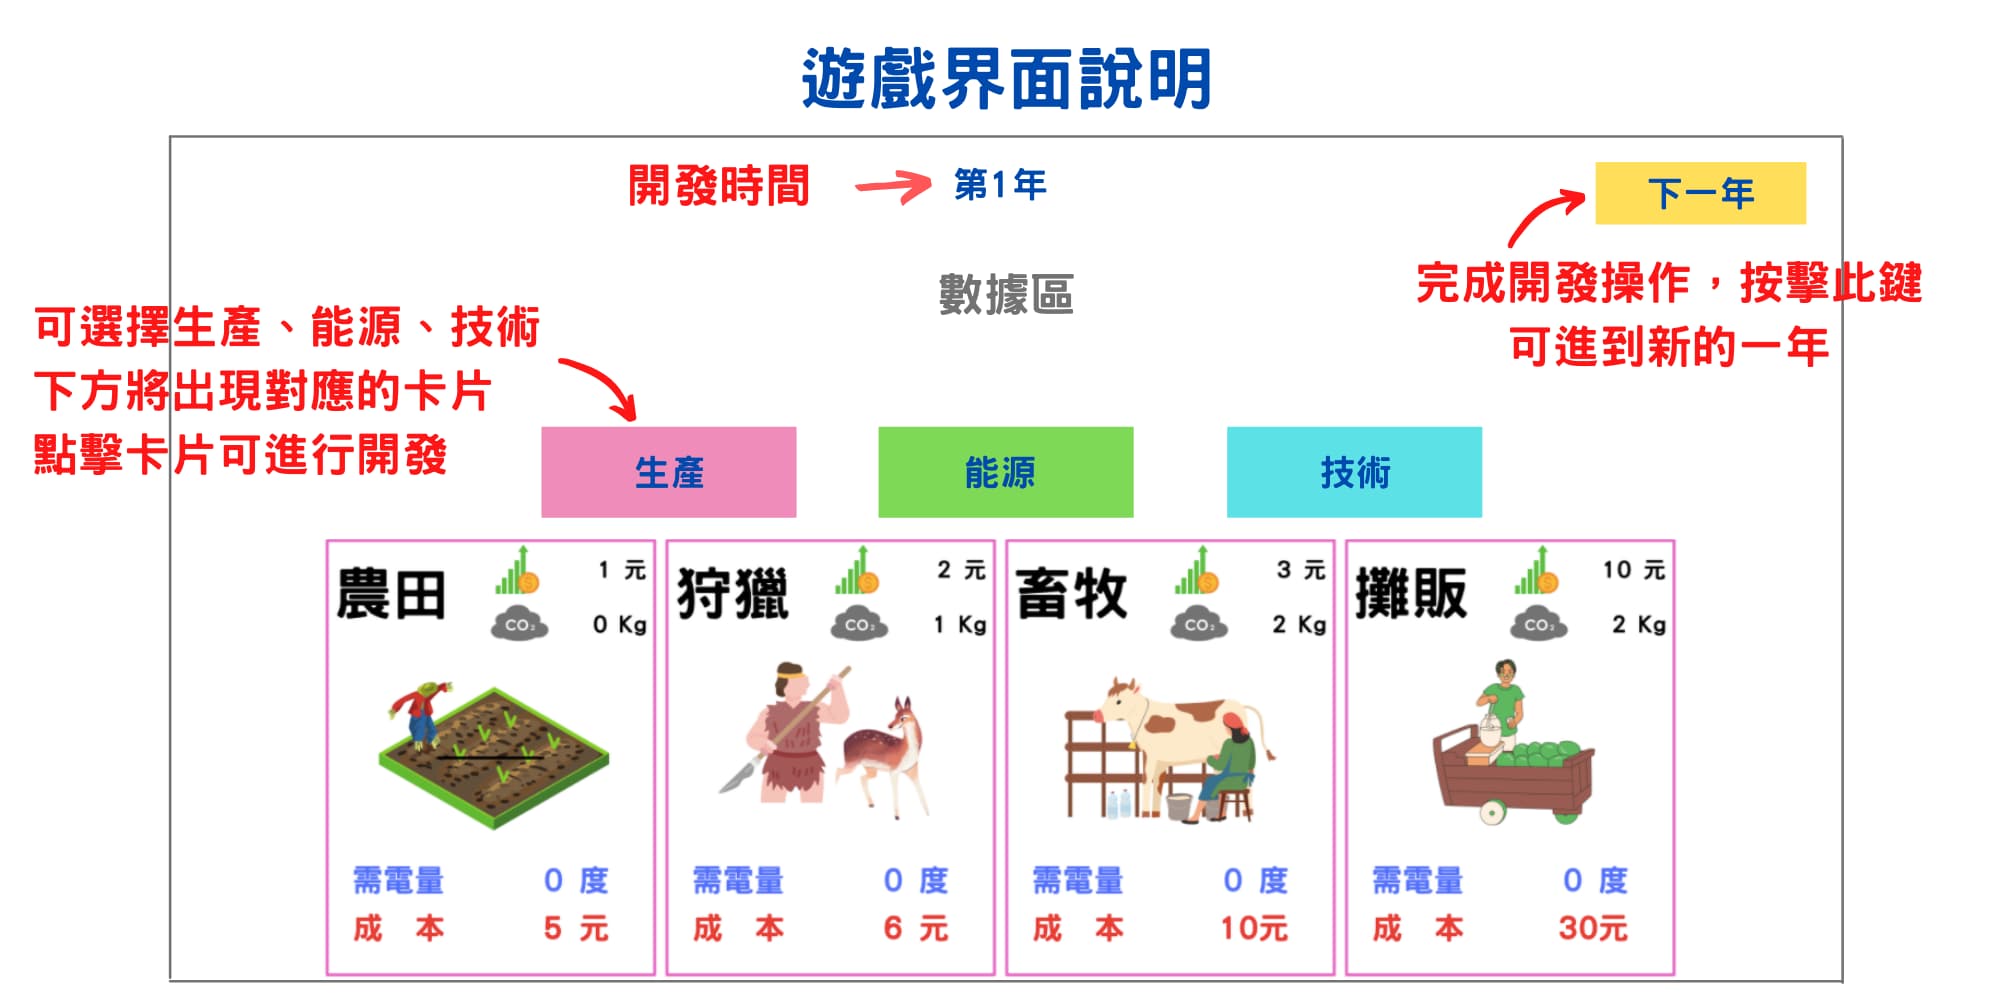 遊戲界面說明
開發時間
第1年
下一年
完成開發操作，按擊此鍵
可進到新的一年
數據區
可選擇生產、能源、技術
下方將出現對應的卡片
點擊卡片可進行開發
生產
能源
技術
農田
1 元
CO₂
0 Kg
需電量 0 度
成 本 5 元
狩獵
2 元
CO₂
1 Kg
需電量 0 度
成 本 6 元
畜牧
3 元
CO₂
2 Kg
需電量 0 度
成 本 10元
攤販
10 元
CO₂
2 Kg
需電量 0 度
成 本 30元